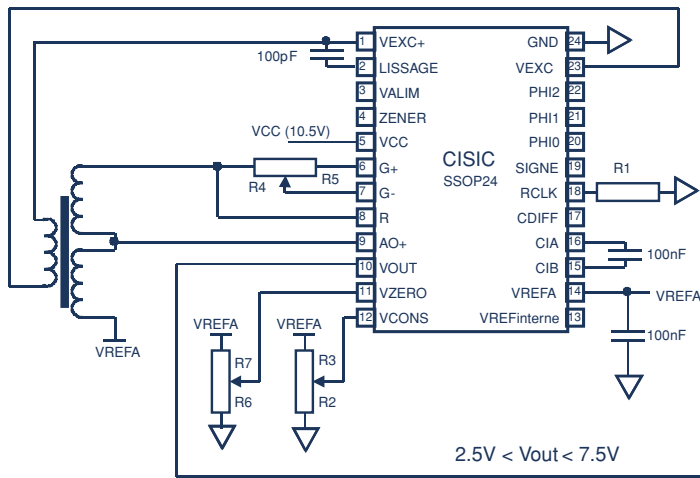 1 VEXC+ GND 24
100pF 2 LISSAGE VEXC 23
3 VALIM PHI2 22
4 ZENER PHI1 21
VCC (10.5V) 5 VCC PHI0 20
CISIC
SSOP24
R4 R5 6 G+ SIGNE 19
7 G- RCLK 18 R1
8 R CDIFF 17
9 AO+ CIA 16
100nF
10 VOUT CIB 15
11 VZERO VREFA 14 VREFA
12 VCONS VREFinterne 13
100nF
VREFA
VREFA VREFA
R7 R3
R6 R2
2.5V < Vout < 7.5V